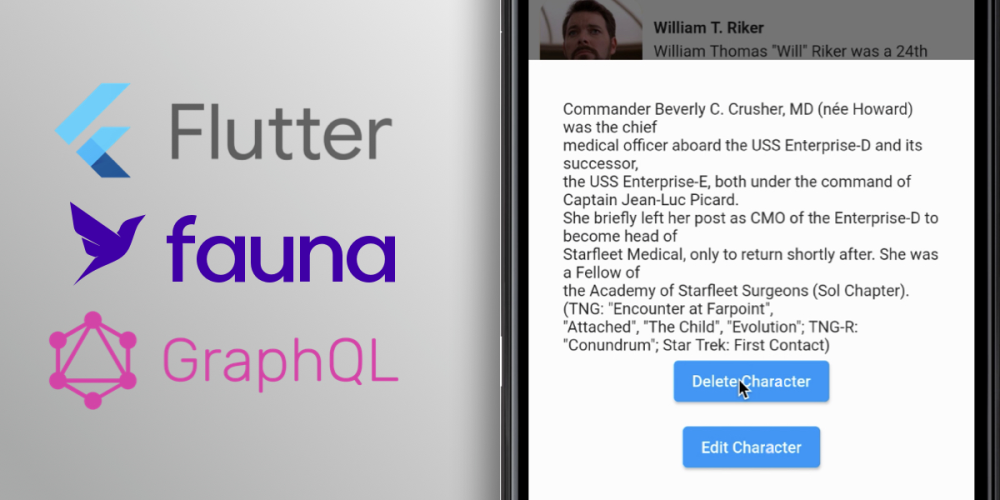 Flutter
fauna
GraphQL
William T. Riker
William Thomas "Will" Riker was a 24th
Commander Beverly C. Crusher, MD (née Howard)
was the chief
medical officer aboard the USS Enterprise-D and its
successor,
the USS Enterprise-E, both under the command of
Captain Jean-Luc Picard.
She briefly left her post as CMO of the Enterprise-D to
become head of
Starfleet Medical, only to return shortly after. She was
a Fellow of
the Academy of Starfleet Surgeons (Sol Chapter).
(TNG: "Encounter at Farpoint",
"Attached", "The Child", "Evolution"; TNG-R:
"Conundrum"; Star Trek: First Contact)
Delete Character
Edit Character